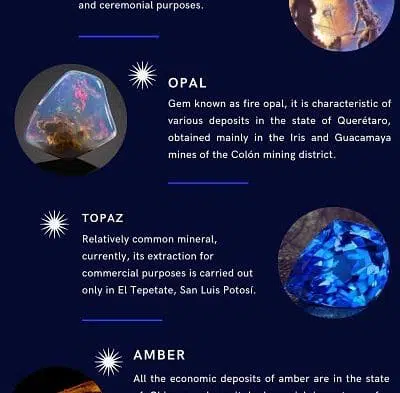 and ceremonial purposes.
OPAL
Gem known as fire opal, it is characteristic of
various deposits in the state of Querétaro,
obtained mainly in the Iris and Guacamaya
mines of the Colón mining district.
TOPAZ
Relatively common mineral,
currently, its extraction for
commercial purposes is carried out
only in El Tepetate, San Luis Potosí.
AMBER
All the economic deposits of amber are in the state